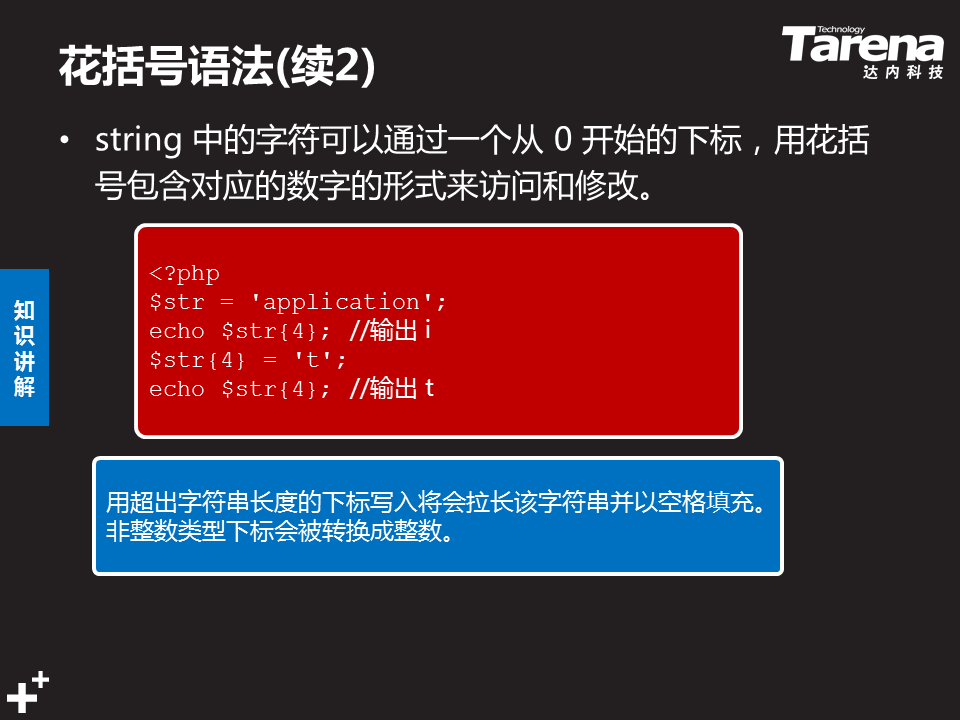 花括号语法(续2)
Technology
Tarena
达内科技
• string 中的字符可以通过一个从 0 开始的下标，用花括
号包含对应的数字的形式来访问和修改。
<?php
$str = 'application';
echo $str{4}; //输出 i
$str{4} = 't';
echo $str{4}; //输出 t
知
识
讲
解
用超出字符串长度的下标写入将会拉长该字符串并以空格填充。
非整数类型下标会被转换成整数。